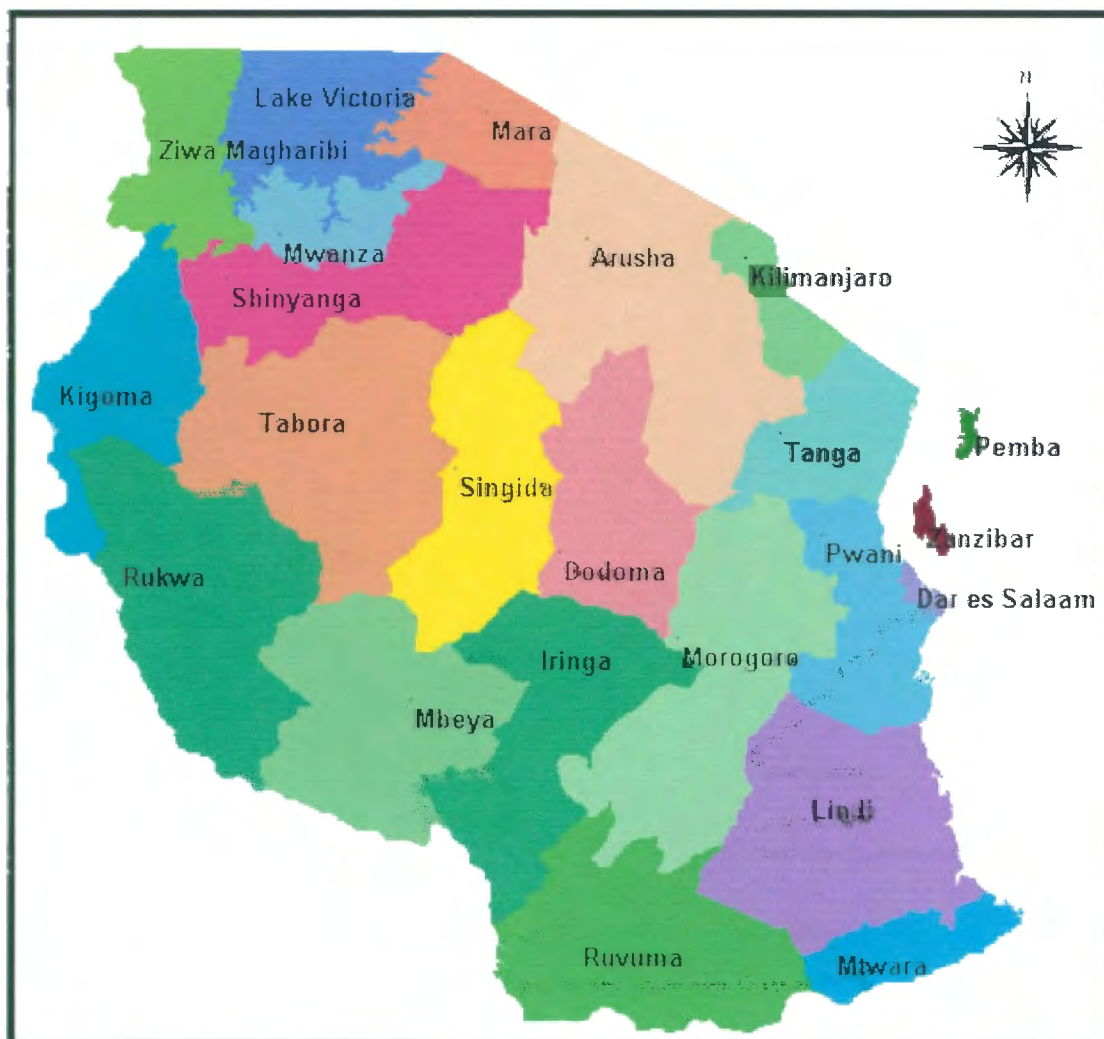 N
Lake Victoria
Mara
Ziwa Magharibi
Mwanza
Arusha
Kilimanjaro
Shinyanga
Kigoma
Tabora
Tanga
Pemba
Singida
Zanzibar
Pwani
Rukwa
Dodoma
Dar es Salaam
Iringa
Morogoro
Mbeya
Lindi
Ruvuma
Mtwara